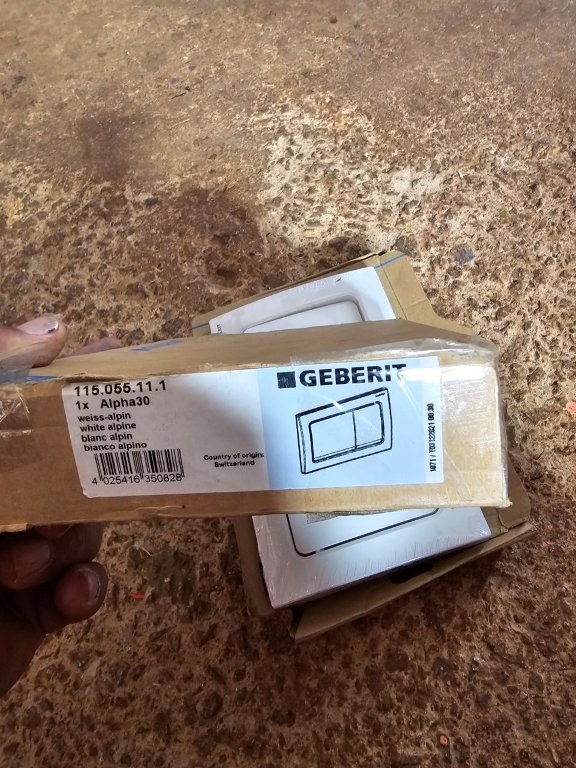 115.055.11.1
1x Alpha30
weiss-alpin
white alpine
blanc alpin
bianco alpino
4 025416 350828
Country of origin:
Switzerland
GEBERIT